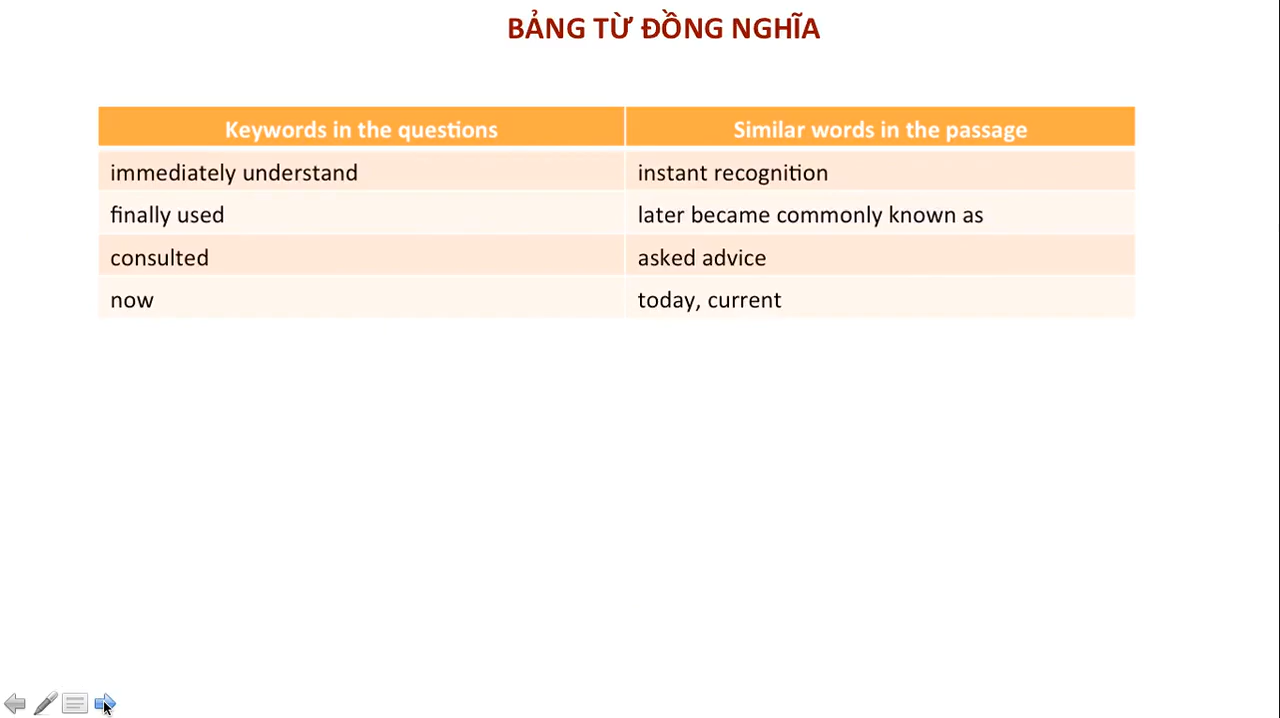 BẢNG TỪ ĐỒNG NGHĨA
Keywords in the questions Similar words in the passage
immediately understand instant recognition
finally used later became commonly known as
consulted asked advice
now today, current